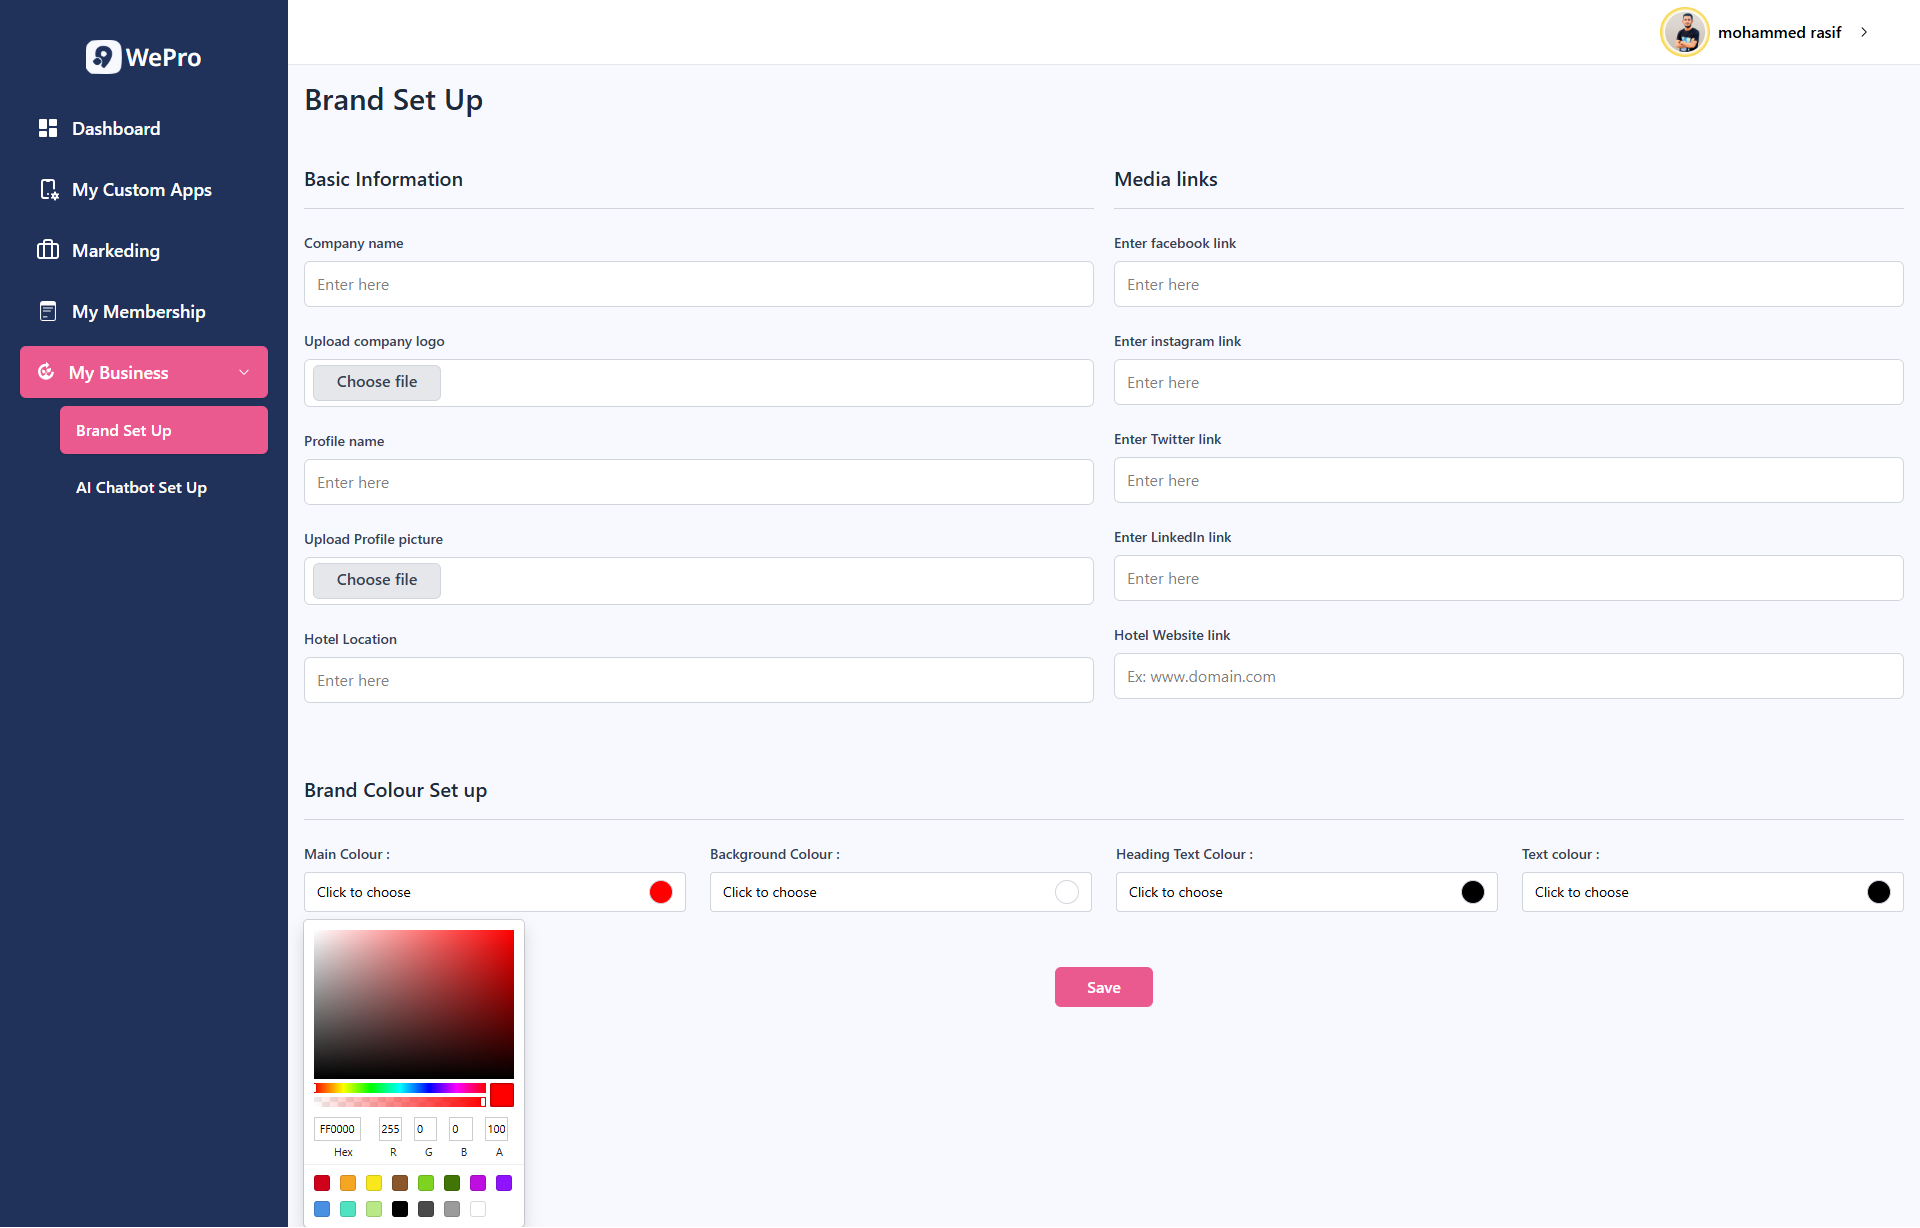 WePro
mohammed rasif
Dashboard
My Custom Apps
Markeding
My Membership
My Business
Brand Set Up
AI Chatbot Set Up
Brand Set Up
Basic Information
Company name
Enter here
Upload company logo
Choose file
Profile name
Enter here
Upload Profile picture
Choose file
Hotel Location
Enter here
Media links
Enter facebook link
Enter here
Enter instagram link
Enter here
Enter Twitter link
Enter here
Enter LinkedIn link
Enter here
Hotel Website link
Ex: www.domain.com
Brand Colour Set up
Main Colour :
Click to choose
Background Colour :
Click to choose
Heading Text Colour :
Click to choose
Text colour :
Click to choose
FF0000 255 0 0 100
Hex R G B A
Save